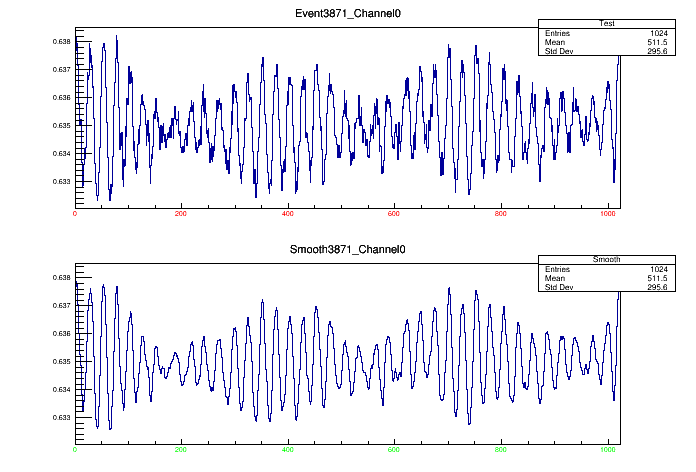 Event3871_Channel0
Test
Entries 1024
Mean 511.5
Std Dev 295.6
0.638
0.637
0.636
0.635
0.634
0.633
0 200 400 600 800 1000
Smooth3871_Channel0
Smooth
Entries 1024
Mean 511.5
Std Dev 295.6
0.638
0.637
0.636
0.635
0.634
0.633
0 200 400 600 800 1000